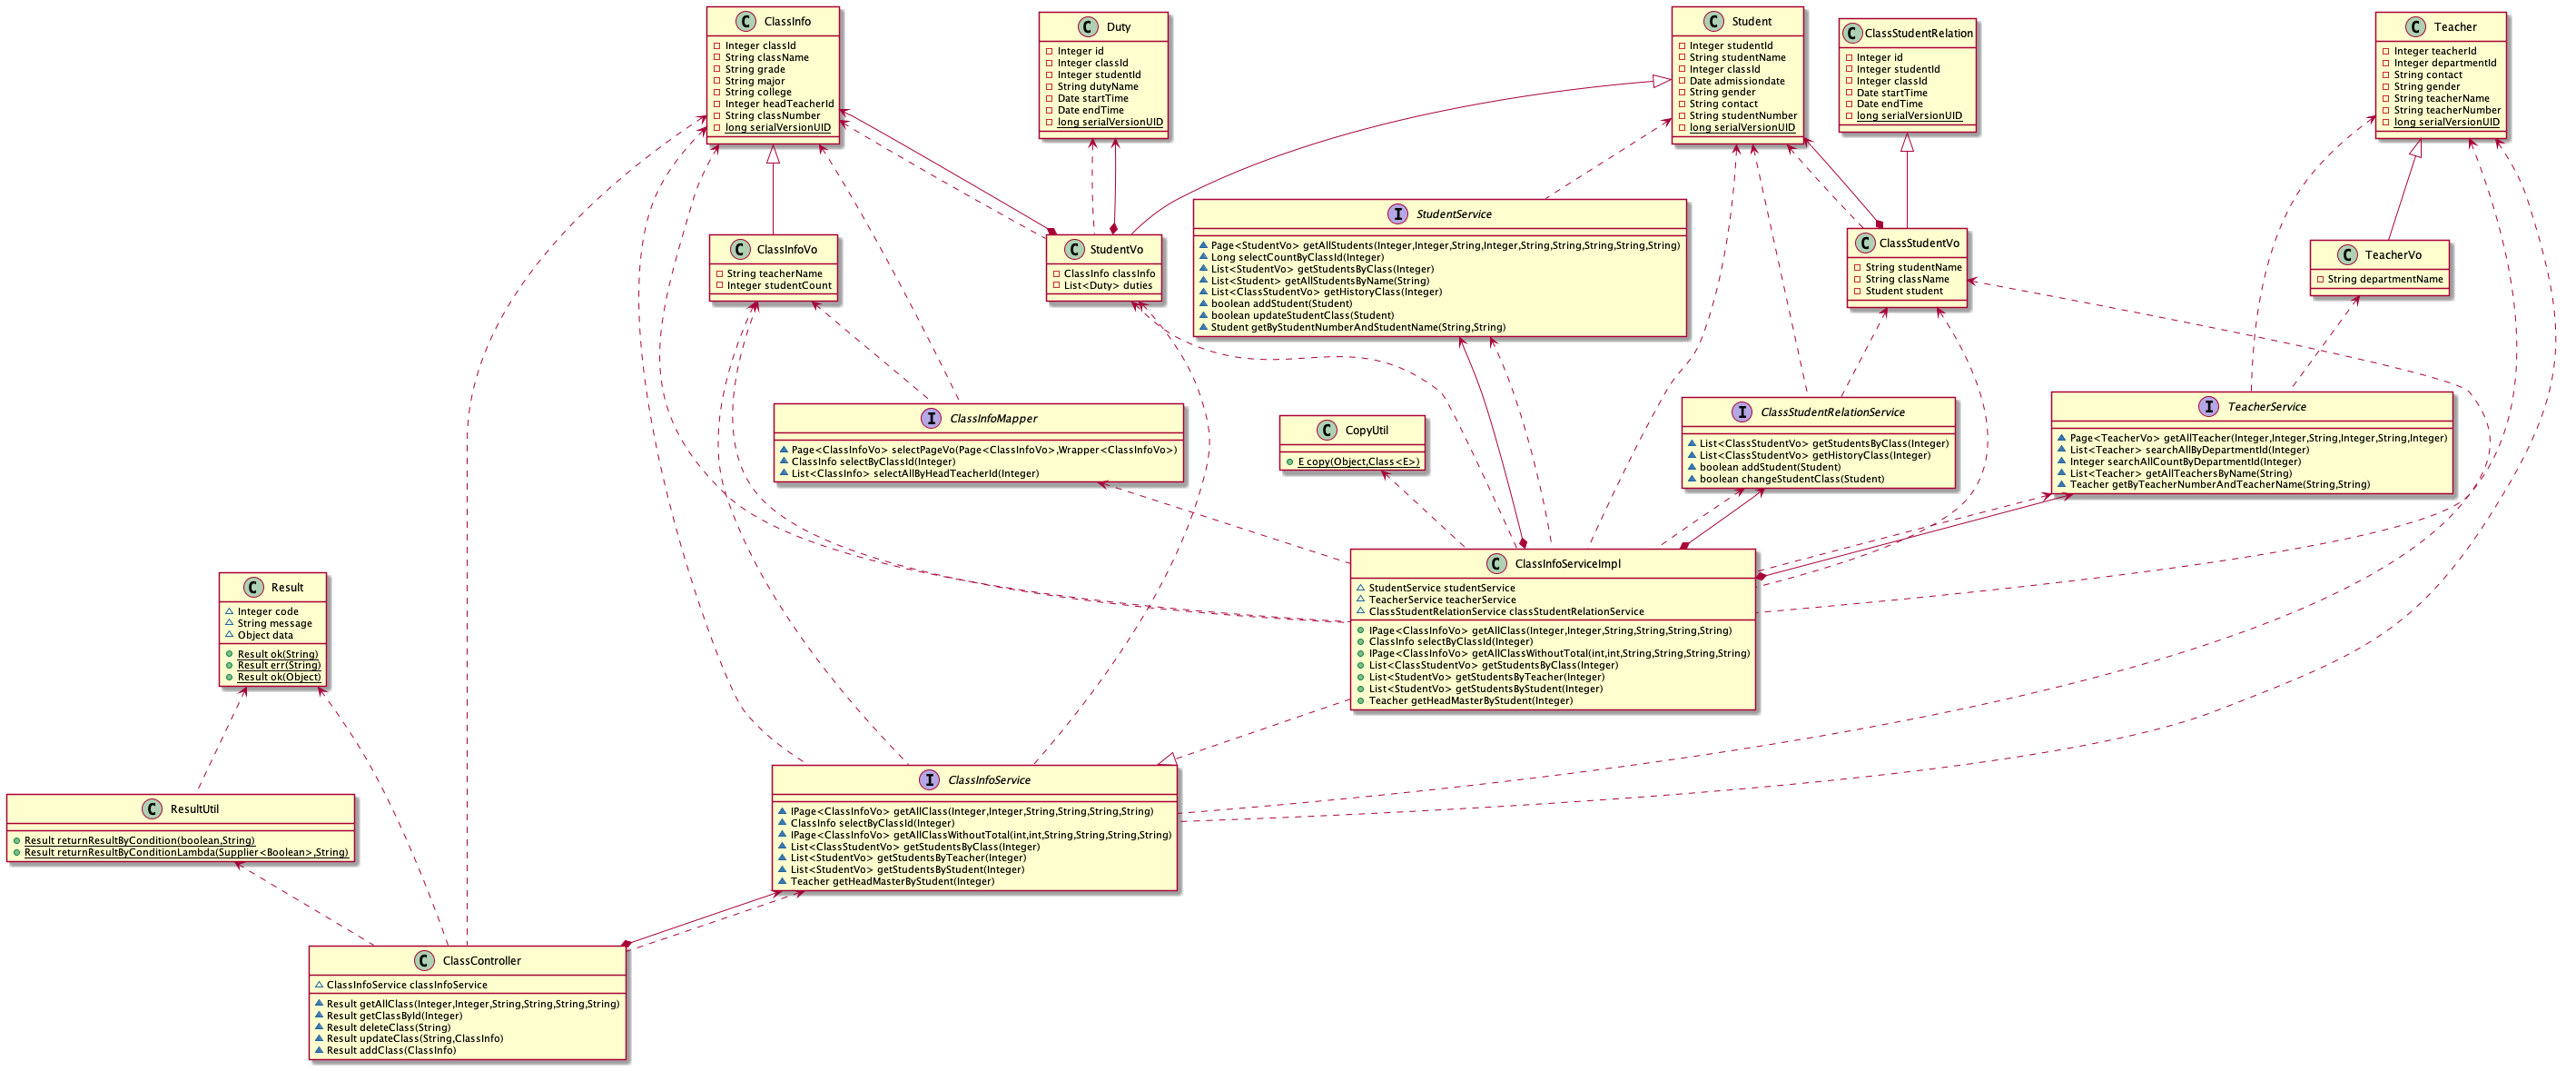 C ClassInfo
Integer classId
String className
String grade
String major
String college
Integer headTeacherId
String classNumber
long serialVersionUID
C Duty
Integer id
Integer classId
Integer studentId
String dutyName
Date startTime
Date endTime
long serialVersionUID
C Student
Integer studentId
String studentName
Integer classId
Date admissiondate
String gender
String contact
String studentNumber
long serialVersionUID
C ClassStudentRelation
Integer id
Integer studentId
Integer classId
Date startTime
Date endTime
long serialVersionUID
C Teacher
Integer teacherId
Integer departmentId
String contact
String gender
String teacherName
String teacherNumber
long serialVersionUID
C ClassInfoVo
String teacherName
Integer studentCount
C StudentVo
ClassInfo classInfo
List<Duty> duties
I StudentService
Page<StudentVo> getAllStudents(Integer,Integer,String,Integer,String,String,String,String,String)
Long selectCountByClassId(Integer)
List<StudentVo> getStudentsByClass(Integer)
List<Student> getAllStudentsByName(String)
List<ClassStudentVo> getHistoryClass(Integer)
boolean addStudent(Student)
boolean updateStudentClass(Student)
Student getByStudentNumberAndStudentName(String,String)
C ClassStudentVo
String studentName
String className
Student student
C TeacherVo
String departmentName
I ClassInfoMapper
Page<ClassInfoVo> selectPageVo(Page<ClassInfoVo>,Wrapper<ClassInfoVo>)
ClassInfo selectByClassId(Integer)
List<ClassInfo> selectAllByHeadTeacherId(Integer)
C CopyUtil
E copy(Object,Class<E>)
I ClassStudentRelationService
List<ClassStudentVo> getStudentsByClass(Integer)
List<ClassStudentVo> getHistoryClass(Integer)
boolean addStudent(Student)
boolean changeStudentClass(Student)
I TeacherService
Page<TeacherVo> getAllTeacher(Integer,Integer,String,Integer,String,Integer)
List<Teacher> searchAllByDepartmentId(Integer)
Integer searchAllCountByDepartmentId(Integer)
List<Teacher> getAllTeachersByName(String)
Teacher getByTeacherNumberAndTeacherName(String,String)
C Result
Integer code
String message
Object data
Result ok(String)
Result err(String)
Result ok(Object)
C ClassInfoServiceImpl
StudentService studentService
TeacherService teacherService
ClassStudentRelationService classStudentRelationService
IPage<ClassInfoVo> getAllClass(Integer,Integer,String,String,String,String)
ClassInfo selectByClassId(Integer)
IPage<ClassInfoVo> getAllClassWithoutTotal(int,int,String,String,String,String)
List<ClassStudentVo> getStudentsByClass(Integer)
List<StudentVo> getStudentsByTeacher(Integer)
List<StudentVo> getStudentsByStudent(Integer)
Teacher getHeadMasterByStudent(Integer)
C ResultUtil
Result returnResultByCondition(boolean,String)
Result returnResultByConditionLambda(Supplier<Boolean>,String)
I ClassInfoService
IPage<ClassInfoVo> getAllClass(Integer,Integer,String,String,String,String)
ClassInfo selectByClassId(Integer)
IPage<ClassInfoVo> getAllClassWithoutTotal(int,int,String,String,String,String)
List<ClassStudentVo> getStudentsByClass(Integer)
List<StudentVo> getStudentsByTeacher(Integer)
List<StudentVo> getStudentsByStudent(Integer)
Teacher getHeadMasterByStudent(Integer)
C ClassController
ClassInfoService classInfoService
Result getAllClass(Integer,Integer,String,String,String,String)
Result getClassById(Integer)
Result deleteClass(String)
Result updateClass(String,ClassInfo)
Result addClass(ClassInfo)